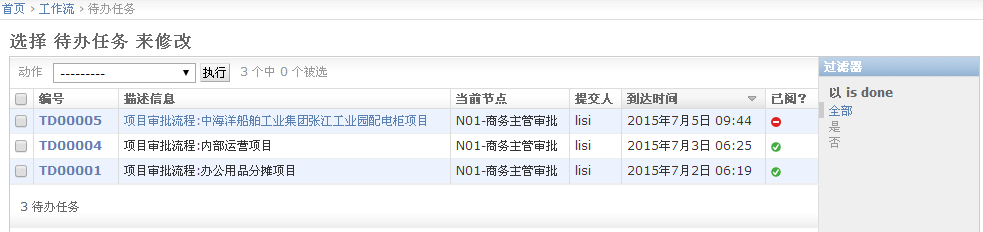 首页 › 工作流 › 待办任务
选择 待办任务 来修改
动作 --------- 执行 3 个中 0 个被选
编号 描述信息 当前节点 提交人 到达时间 已阅?
TD00005 项目审批流程:中海洋船舶工业集团张江工业园配电柜项目 N01-商务主管审批 lisi 2015年7月5日 09:44
TD00004 项目审批流程:内部运营项目 N01-商务主管审批 lisi 2015年7月3日 06:25
TD00001 项目审批流程:办公用品分摊项目 N01-商务主管审批 lisi 2015年7月2日 06:19
3 待办任务
过滤器
以 is done
全部
是
否